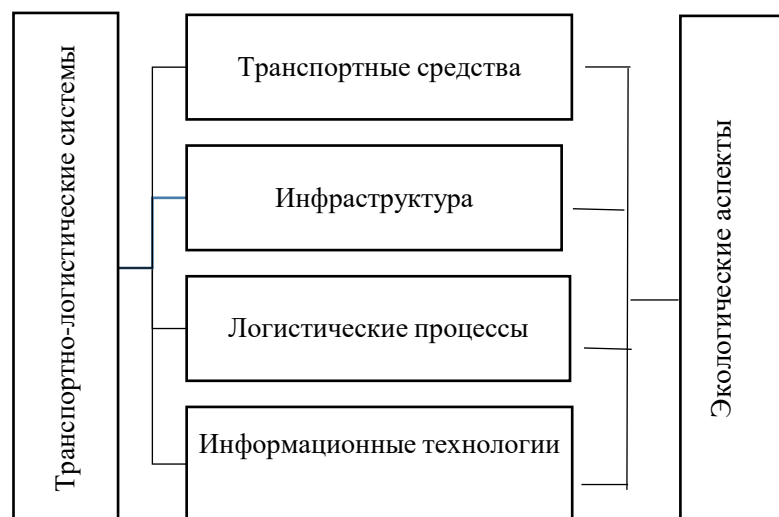 Транспортно-логистические системы
Транспортные средства
Инфраструктура
Логистические процессы
Информационные технологии
Экологические аспекты